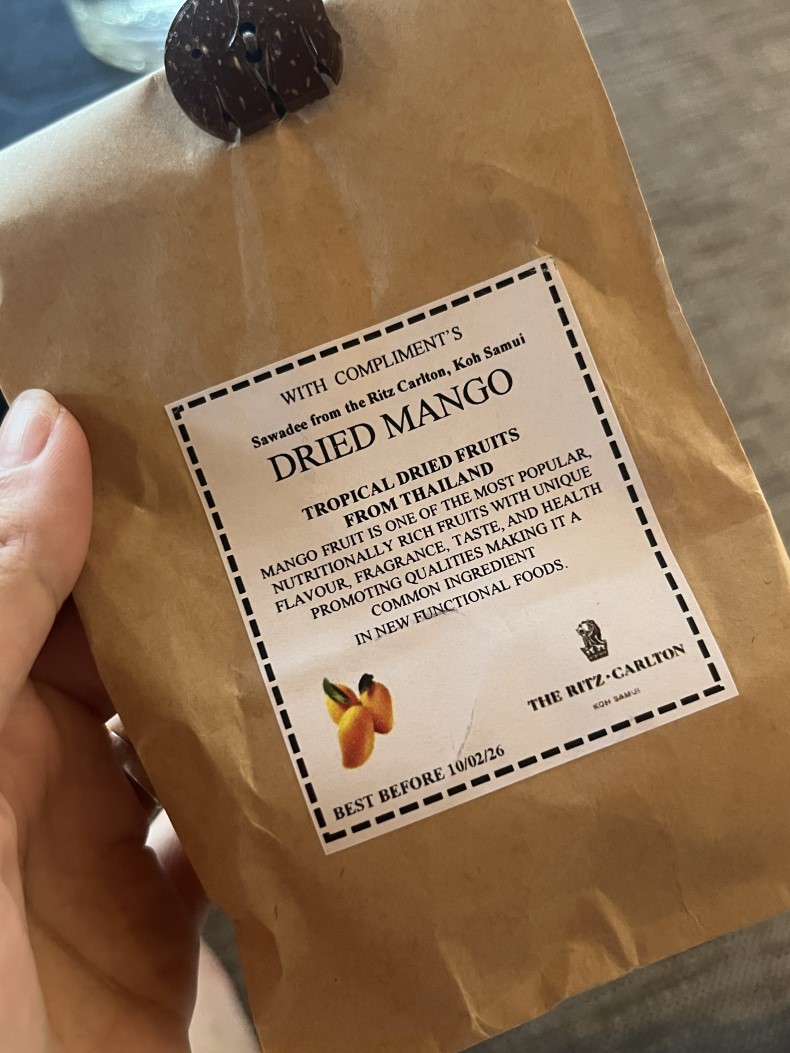 WITH COMPLIMENT'S
Sawadee from the Ritz Carlton, Koh Samui
DRIED MANGO
TROPICAL DRIED FRUITS
FROM THAILAND
MANGO FRUIT IS ONE OF THE MOST POPULAR,
NUTRITIONALLY RICH FRUITS WITH UNIQUE
FLAVOUR, FRAGRANCE, TASTE, AND HEALTH
PROMOTING QUALITIES MAKING IT A
COMMON INGREDIENT
IN NEW FUNCTIONAL FOODS.
THE RITZ·CARLTON
KOH SAMUI
BEST BEFORE 10/02/26